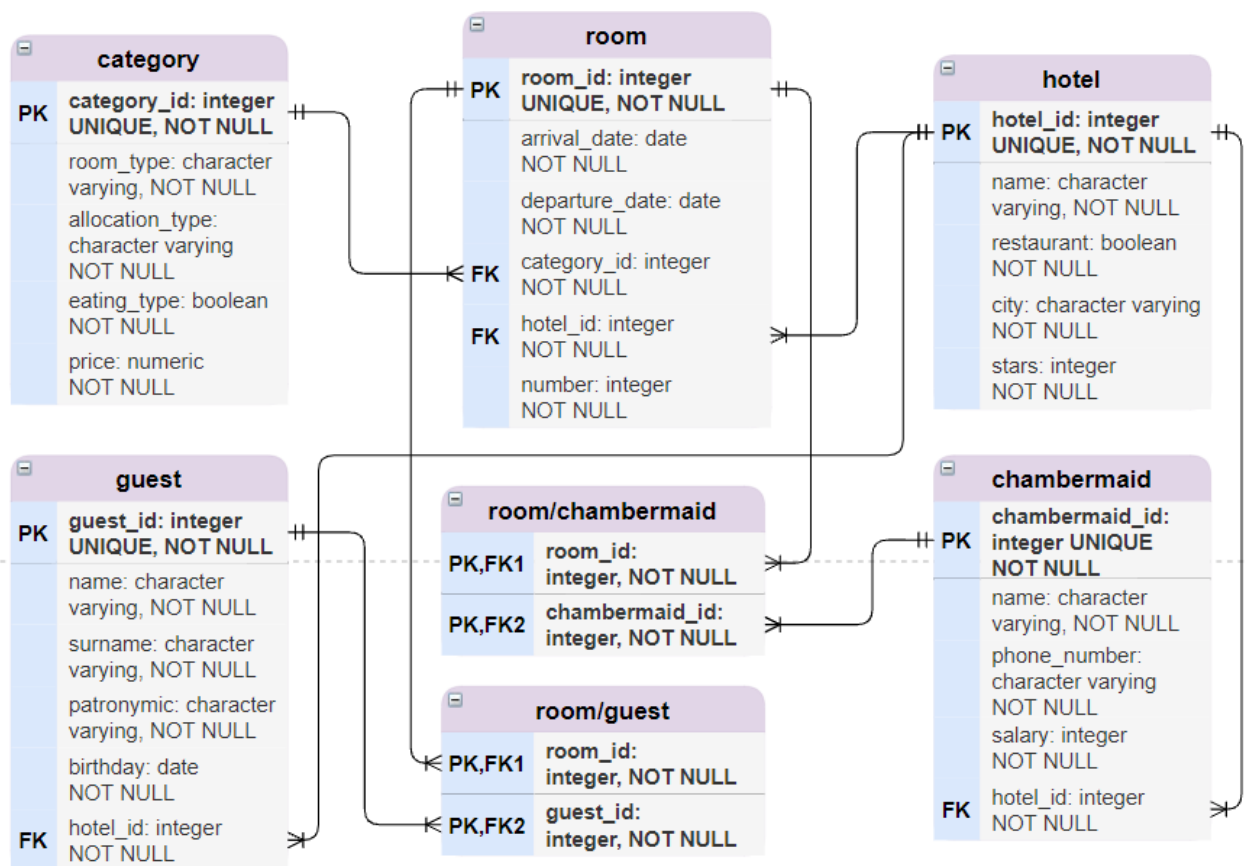 category
PK
category_id: integer
UNIQUE, NOT NULL
room_type: character
varying, NOT NULL
allocation_type:
character varying
NOT NULL
eating_type: boolean
NOT NULL
price: numeric
NOT NULL
room
PK
room_id: integer
UNIQUE, NOT NULL
arrival_date: date
NOT NULL
departure_date: date
NOT NULL
FK
category_id: integer
NOT NULL
FK
hotel_id: integer
NOT NULL
number: integer
NOT NULL
hotel
PK
hotel_id: integer
UNIQUE, NOT NULL
name: character
varying, NOT NULL
restaurant: boolean
NOT NULL
city: character varying
NOT NULL
stars: integer
NOT NULL
guest
PK
guest_id: integer
UNIQUE, NOT NULL
name: character
varying, NOT NULL
surname: character
varying, NOT NULL
patronymic: character
varying, NOT NULL
birthday: date
NOT NULL
FK
hotel_id: integer
NOT NULL
room/chambermaid
PK,FK1
room_id:
integer, NOT NULL
PK,FK2
chambermaid_id:
integer, NOT NULL
room/guest
PK,FK1
room_id:
integer, NOT NULL
PK,FK2
guest_id:
integer, NOT NULL
chambermaid
PK
chambermaid_id:
integer UNIQUE
NOT NULL
name: character
varying, NOT NULL
phone_number:
character varying
NOT NULL
salary: integer
NOT NULL
FK
hotel_id: integer
NOT NULL